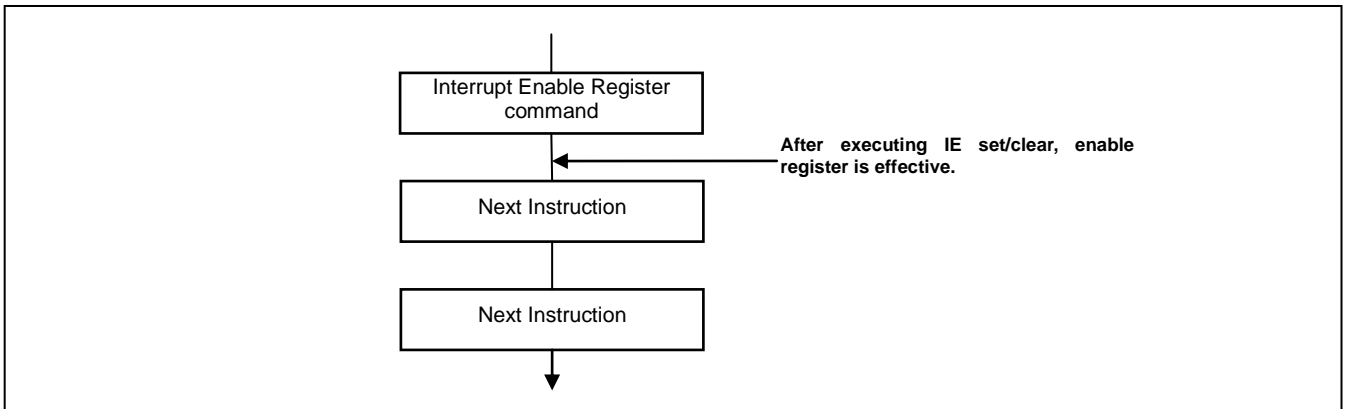 Interrupt Enable Register
command
After executing IE set/clear, enable
register is effective.
Next Instruction
Next Instruction